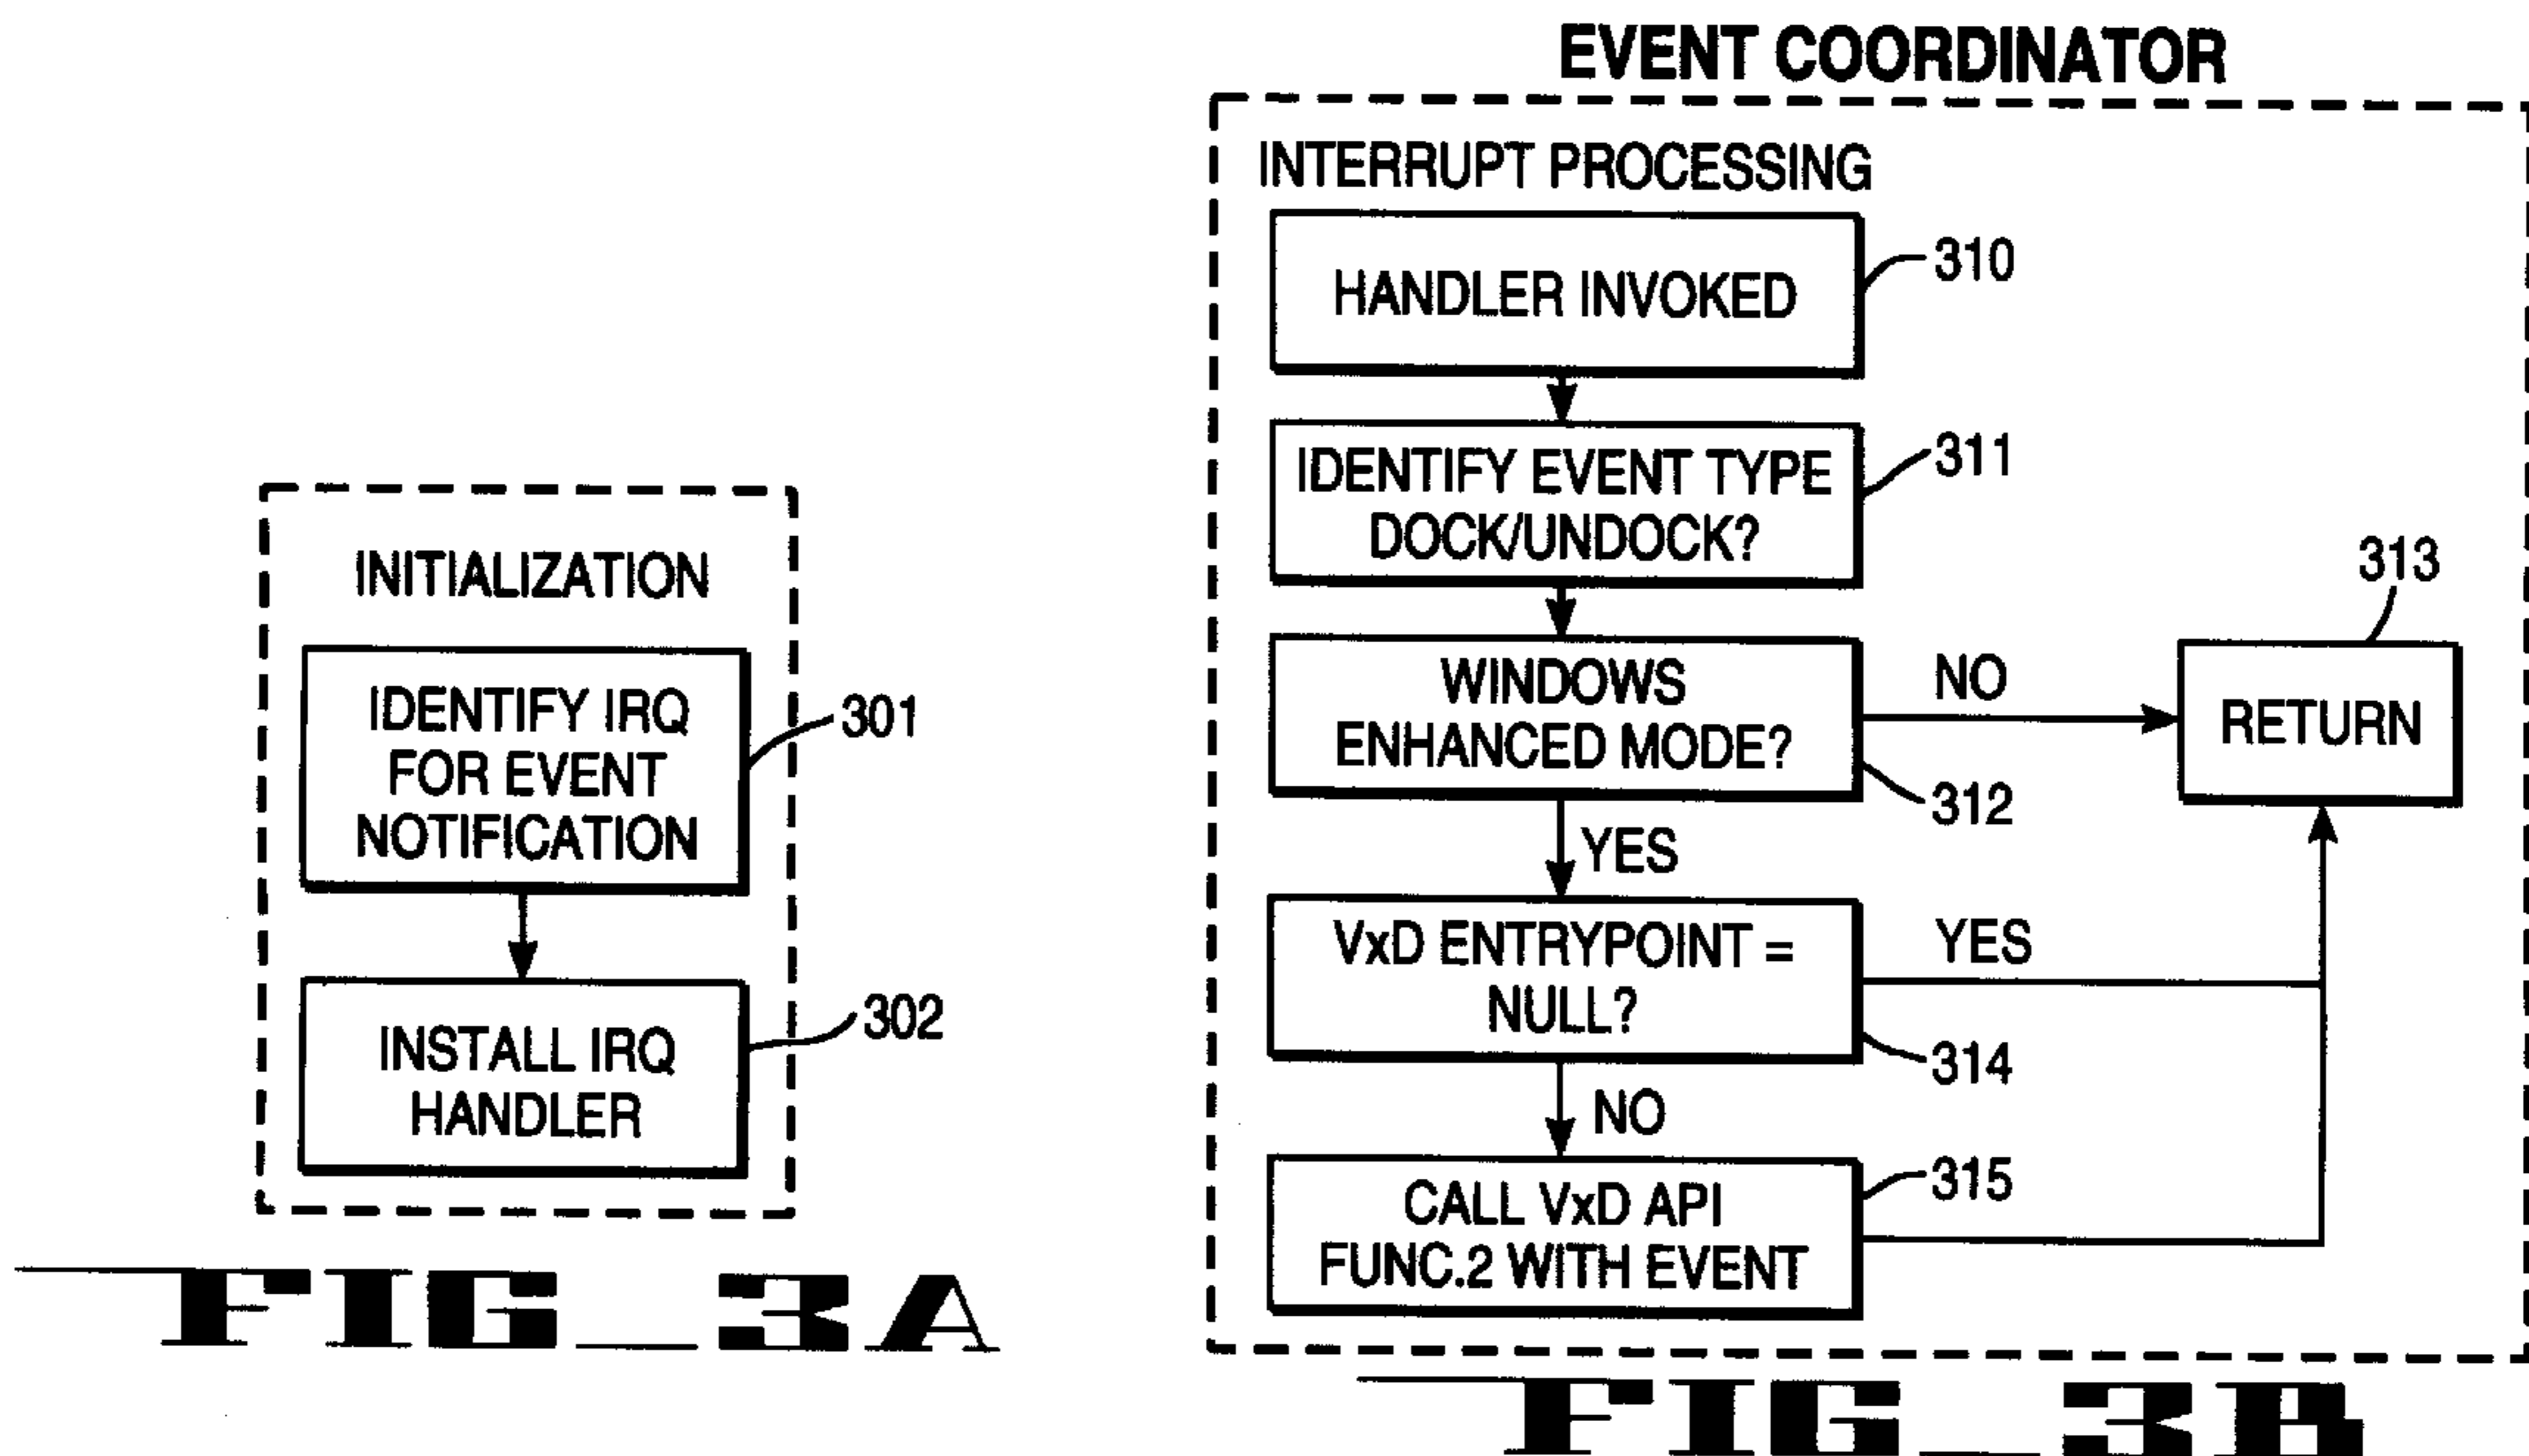 INITIALIZATION
IDENTIFY IRQ
FOR EVENT
NOTIFICATION
301
INSTALL IRQ
HANDLER
302
FIG_3A
EVENT COORDINATOR
INTERRUPT PROCESSING
HANDLER INVOKED
310
IDENTIFY EVENT TYPE
DOCK/UNDOCK?
311
WINDOWS
ENHANCED MODE?
312
NO
313
RETURN
YES
VxD ENTRYPOINT =
NULL?
314
YES
NO
CALL VxD API
FUNC.2 WITH EVENT
315
FIG_3B